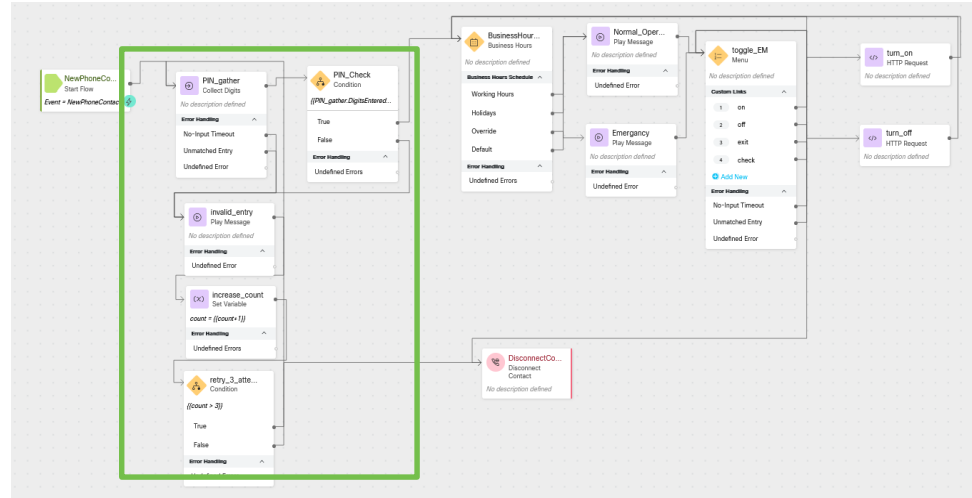 NewPhoneCo...
Start Flow
Event = NewPhoneContac
PIN_gather
Collect Digits
No description defined
Error Handling
No-Input Timeout
Unmatched Entry
Undefined Error
PIN_Check
Condition
{{PIN_gather.DigitsEntered...
True
False
Error Handling
Undefined Errors
invalid_entry
Play Message
No description defined
Error Handling
Undefined Error
increase_count
Set Variable
count = {{count+1}}
Error Handling
Undefined Errors
retry_3_atte...
Condition
{{count > 3}}
True
False
Error Handling
BusinessHour...
Business Hours
No description defined
Business Hours Schedule
Working Hours
Holidays
Override
Default
Error Handling
Undefined Errors
Normal_Oper...
Play Message
No description defined
Error Handling
Undefined Error
Emergancy
Play Message
No description defined
Error Handling
Undefined Error
toggle_EM
Menu
No description defined
Custom Links
1 on
2 off
3 exit
4 check
Add New
Error Handling
No-Input Timeout
Unmatched Entry
Undefined Error
turn_on
HTTP Request
No description defined
turn_off
HTTP Request
No description defined
DisconnectCo...
Disconnect
Contact
No description defined